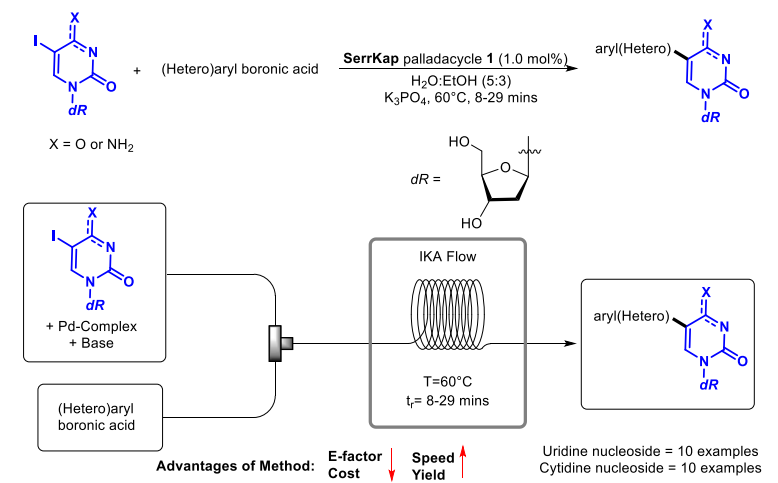 X
I
N
N
O
dR
X = O or NH2
+
(Hetero)aryl boronic acid
SerrKap palladacycle 1 (1.0 mol%)
H2O:EtOH (5:3)
K3PO4, 60°C, 8-29 mins
X
aryl(Hetero)
N
N
O
dR
dR =
HO
O
HO
X
I
N
N
O
dR
+ Pd-Complex
+ Base
(Hetero)aryl
boronic acid
IKA Flow
T=60°C
tr= 8-29 mins
X
aryl(Hetero)
N
N
O
dR
Advantages of Method:
E-factor
Cost
Speed
Yield
Uridine nucleoside = 10 examples
Cytidine nucleoside = 10 examples